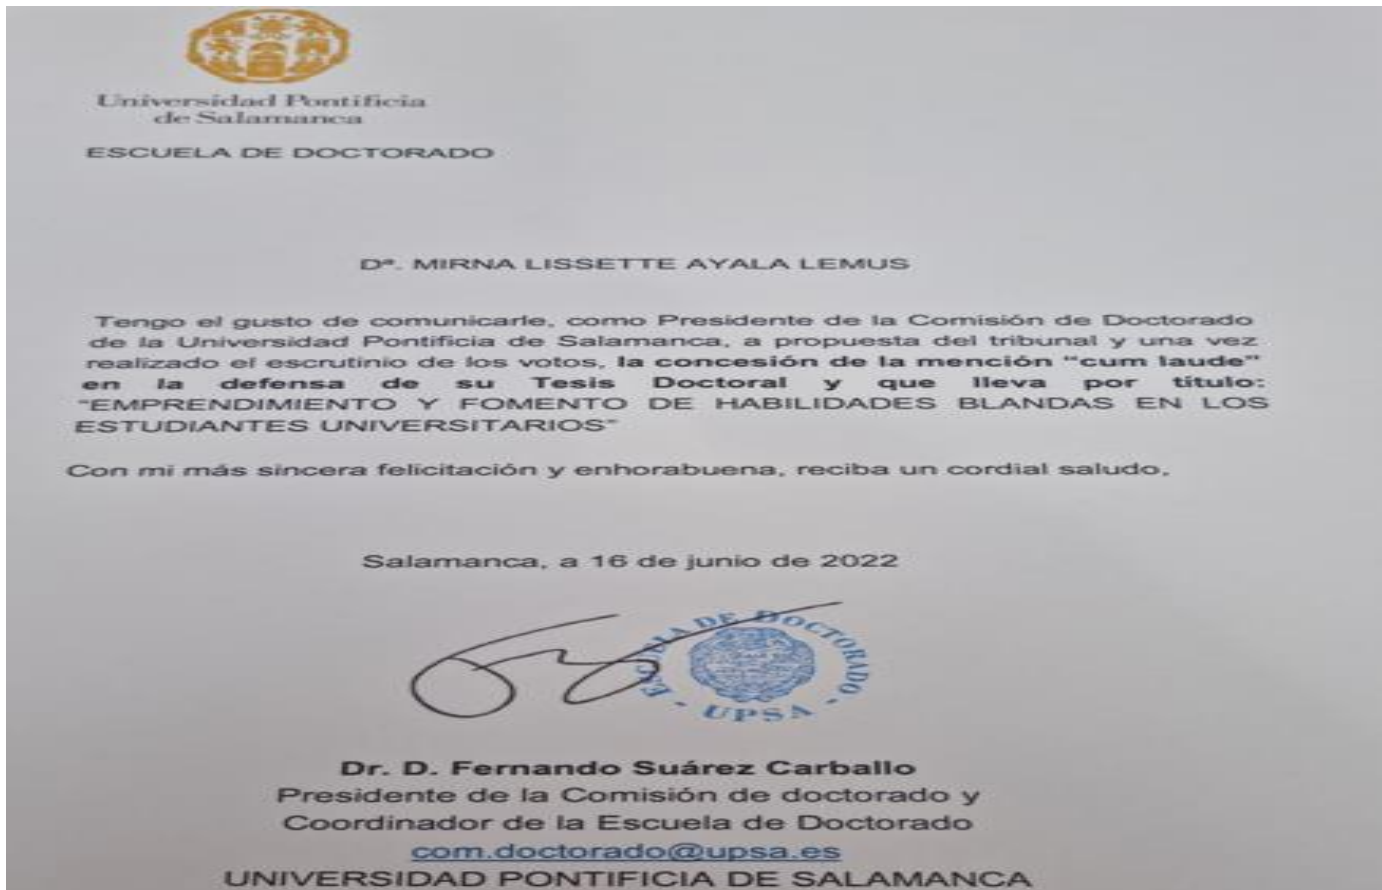 Universidad Pontificia
de Salamanca
ESCUELA DE DOCTORADO
Dª. MIRNA LISSETTE AYALA LEMUS
Tengo el gusto de comunicarle, como Presidente de la Comisión de Doctorado
de la Universidad Pontificia de Salamanca, a propuesta del tribunal y una vez
realizado el escrutinio de los votos, la concesión de la mención "cum laude"
en la defensa de su Tesis Doctoral y que lleva por título:
"EMPRENDIMIENTO Y FOMENTO DE HABILIDADES BLANDAS EN LOS
ESTUDIANTES UNIVERSITARIOS"
Con mi más sincera felicitación y enhorabuena, reciba un cordial saludo,
Salamanca, a 16 de junio de 2022
ESCUELA DE DOCTORADO
- UPSA -
Dr. D. Fernando Suárez Carballo
Presidente de la Comisión de doctorado y
Coordinador de la Escuela de Doctorado
com.doctorado@upsa.es
UNIVERSIDAD PONTIFICIA DE SALAMANCA